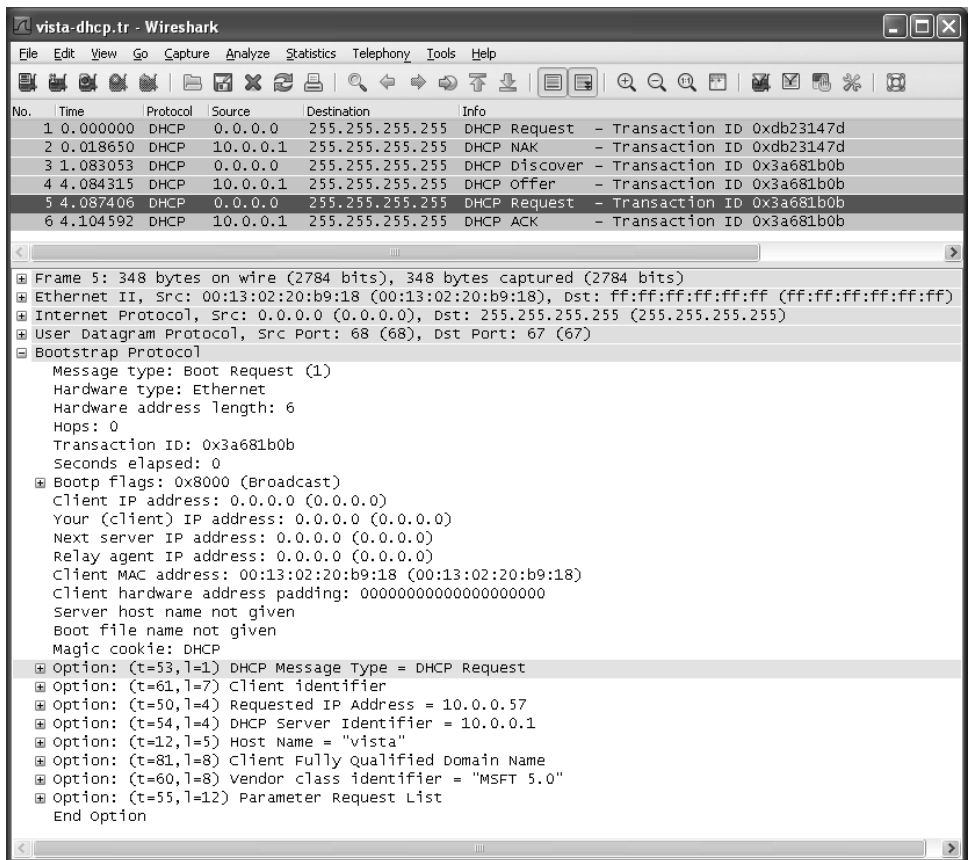 vista-dhcp.tr - Wireshark
File Edit View Go Capture Analyze Statistics Telephony Tools Help
No. Time Protocol Source Destination Info
1 0.000000 DHCP 0.0.0.0 255.255.255.255 DHCP Request – Transaction ID 0xdb23147d
2 0.018650 DHCP 10.0.0.1 255.255.255.255 DHCP NAK – Transaction ID 0xdb23147d
3 1.083053 DHCP 0.0.0.0 255.255.255.255 DHCP Discover – Transaction ID 0x3a681b0b
4 4.084315 DHCP 10.0.0.1 255.255.255.255 DHCP Offer – Transaction ID 0x3a681b0b
5 4.087406 DHCP 0.0.0.0 255.255.255.255 DHCP Request – Transaction ID 0x3a681b0b
6 4.104592 DHCP 10.0.0.1 255.255.255.255 DHCP ACK – Transaction ID 0x3a681b0b
Frame 5: 348 bytes on wire (2784 bits), 348 bytes captured (2784 bits)
Ethernet II, Src: 00:13:02:20:b9:18 (00:13:02:20:b9:18), Dst: ff:ff:ff:ff:ff:ff (ff:ff:ff:ff:ff:ff)
Internet Protocol, Src: 0.0.0.0 (0.0.0.0), Dst: 255.255.255.255 (255.255.255.255)
User Datagram Protocol, Src Port: 68 (68), Dst Port: 67 (67)
Bootstrap Protocol
Message type: Boot Request (1)
Hardware type: Ethernet
Hardware address length: 6
Hops: 0
Transaction ID: 0x3a681b0b
Seconds elapsed: 0
Bootp flags: 0x8000 (Broadcast)
Client IP address: 0.0.0.0 (0.0.0.0)
Your (client) IP address: 0.0.0.0 (0.0.0.0)
Next server IP address: 0.0.0.0 (0.0.0.0)
Relay agent IP address: 0.0.0.0 (0.0.0.0)
Client MAC address: 00:13:02:20:b9:18 (00:13:02:20:b9:18)
Client hardware address padding: 00000000000000000000
Server host name not given
Boot file name not given
Magic cookie: DHCP
Option: (t=53,l=1) DHCP Message Type = DHCP Request
Option: (t=61,l=7) Client identifier
Option: (t=50,l=4) Requested IP Address = 10.0.0.57
Option: (t=54,l=4) DHCP Server Identifier = 10.0.0.1
Option: (t=12,l=5) Host Name = "vista"
Option: (t=81,l=8) Client Fully Qualified Domain Name
Option: (t=60,l=8) Vendor class identifier = "MSFT 5.0"
Option: (t=55,l=12) Parameter Request List
End Option